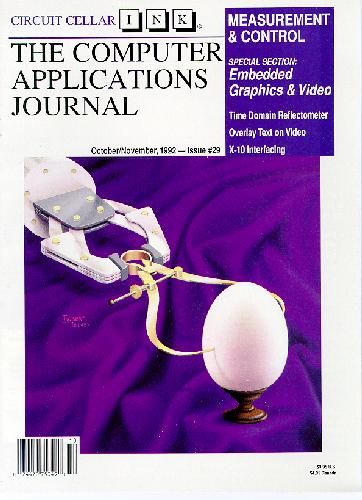 CIRCUIT CELLAR INK®
THE COMPUTER
APPLICATIONS
JOURNAL
October/November, 1992 — Issue #29
MEASUREMENT
& CONTROL
SPECIAL SECTION:
Embedded
Graphics & Video
Time Domain Reflectometer
Overlay Text on Video
X-10 Interfacing